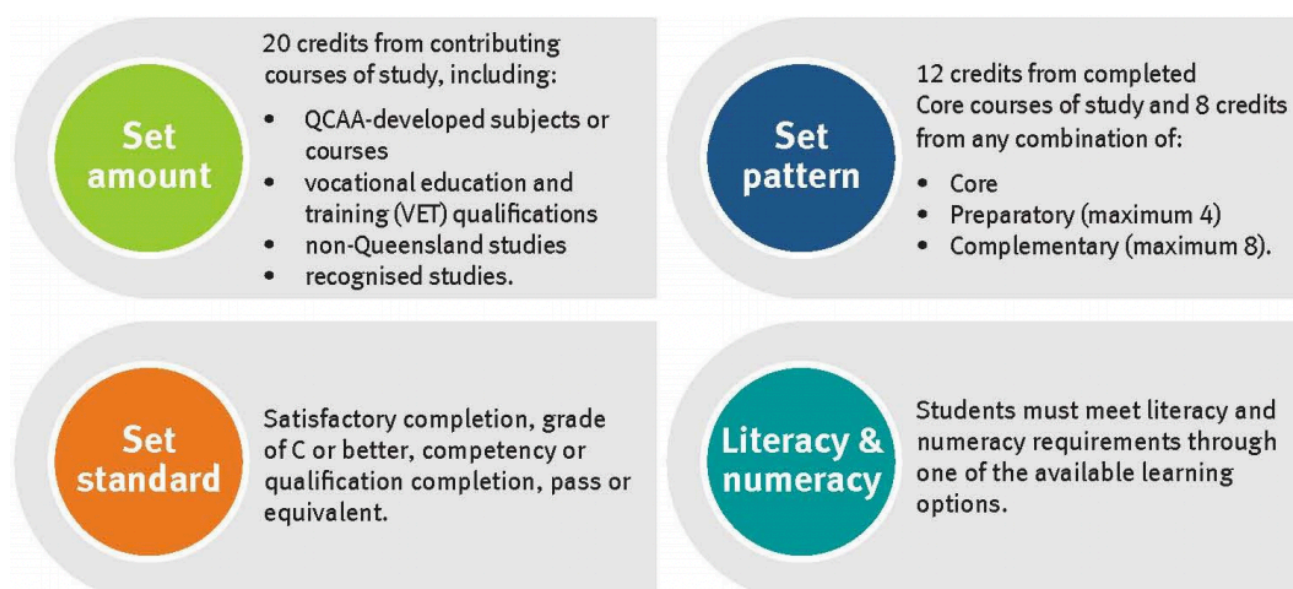 Set
amount
20 credits from contributing
courses of study, including:
• QCAA-developed subjects or
courses
• vocational education and
training (VET) qualifications
• non-Queensland studies
• recognised studies.
Set
pattern
12 credits from completed
Core courses of study and 8 credits
from any combination of:
• Core
• Preparatory (maximum 4)
• Complementary (maximum 8).
Set
standard
Satisfactory completion, grade
of C or better, competency or
qualification completion, pass or
equivalent.
Literacy &
numeracy
Students must meet literacy and
numeracy requirements through
one of the available learning
options.